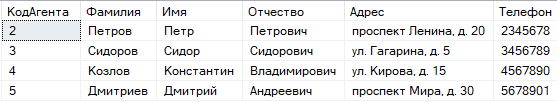 КодАгента Фамилия Имя Отчество Адрес Телефон
2 Петров Петр Петрович проспект Ленина, д. 20 2345678
3 Сидоров Сидор Сидорович ул. Гагарина, д. 5 3456789
4 Козлов Константин Владимирович ул. Кирова, д. 15 4567890
5 Дмитриев Дмитрий Андреевич проспект Мира, д. 30 5678901